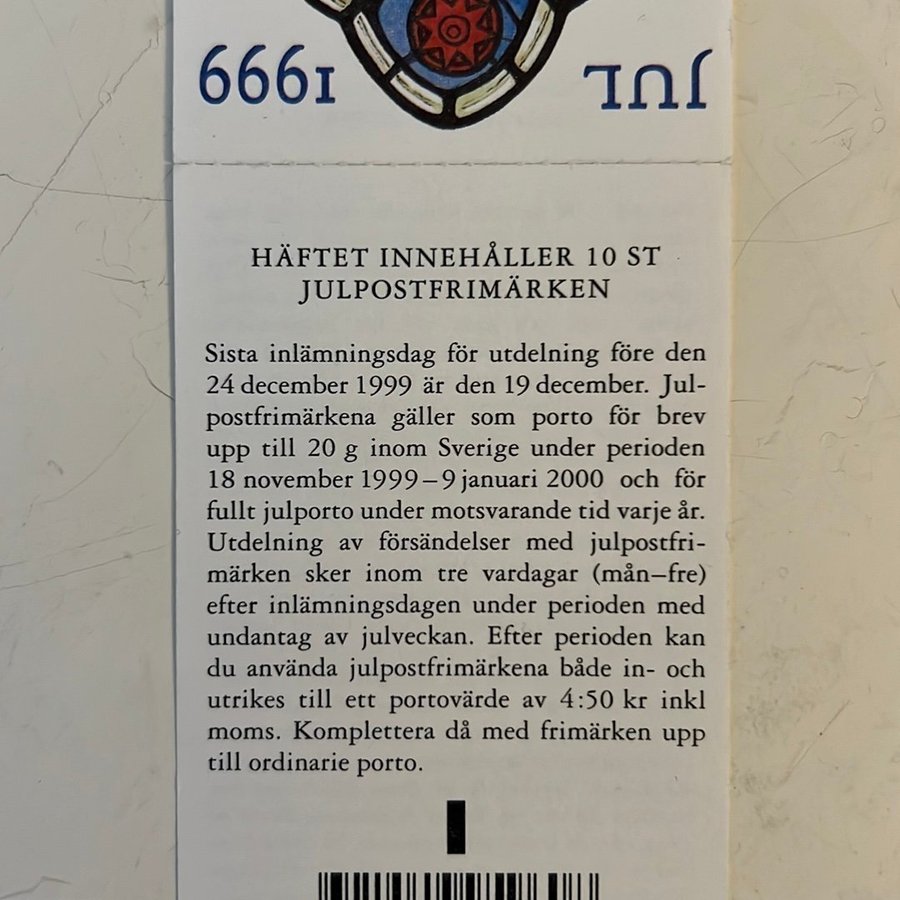 JUL 1999
HÄFTET INNEHÅLLER 10 ST
JULPOSTFRIMÄRKEN
Sista inlämningsdag för utdelning före den
24 december 1999 är den 19 december. Jul-
postfrimärkena gäller som porto för brev
upp till 20 g inom Sverige under perioden
18 november 1999–9 januari 2000 och för
fullt julporto under motsvarande tid varje år.
Utdelning av försändelser med julpostfri-
märken sker inom tre vardagar (mån–fre)
efter inlämningsdagen under perioden med
undantag av julveckan. Efter perioden kan
du använda julpostfrimärkena både in- och
utrikes till ett portovärde av 4:50 kr inkl
moms. Komplettera då med frimärken upp
till ordinarie porto.